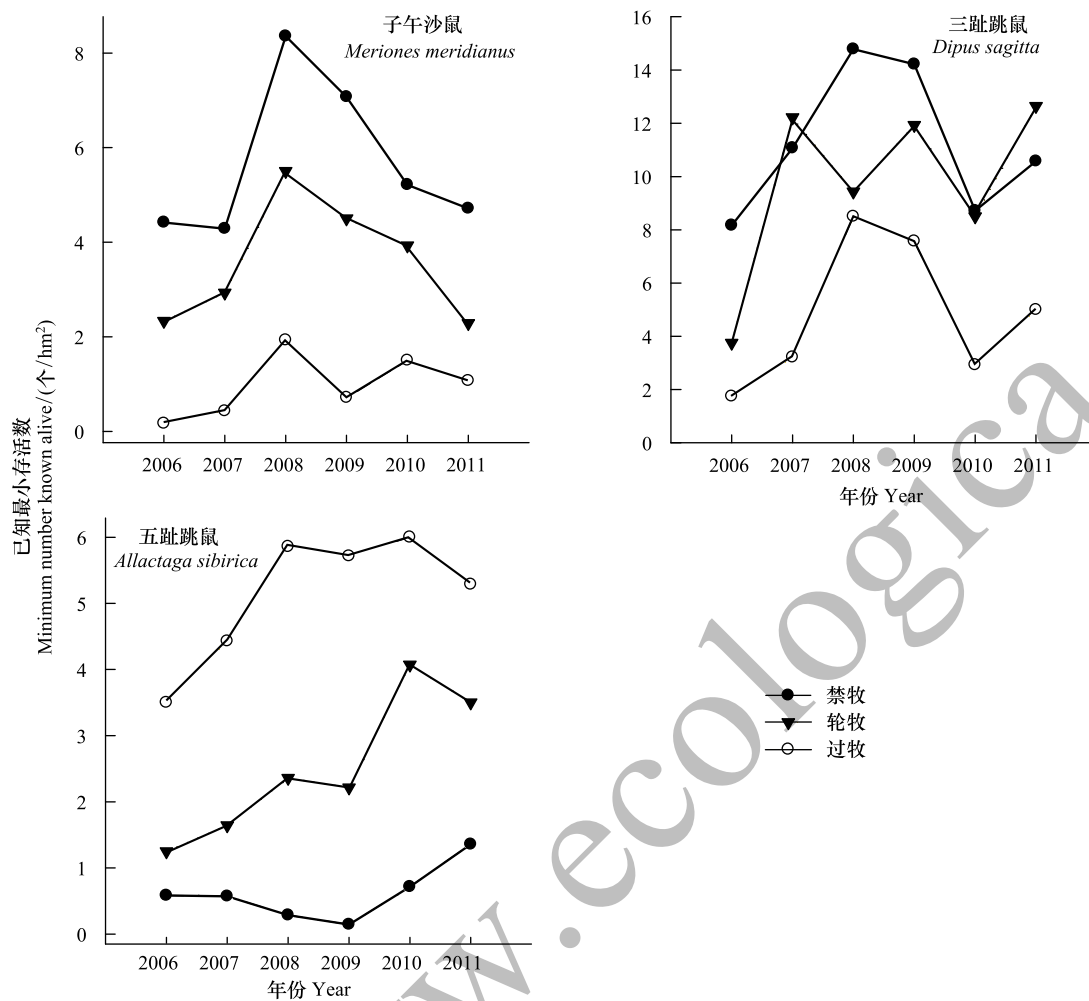 子午沙鼠
Meriones meridianus
8
6
4
2
0
2006 2007 2008 2009 2010 2011
三趾跳鼠
Dipus sagitta
16
14
12
10
8
6
4
2
0
2006 2007 2008 2009 2010 2011
年份 Year
已知最小存活数
Minimum number known alive/(个/hm²)
五趾跳鼠
Allactaga sibirica
6
5
4
3
2
1
0
2006 2007 2008 2009 2010 2011
年份 Year
禁牧
轮牧
过牧
w.ecologica